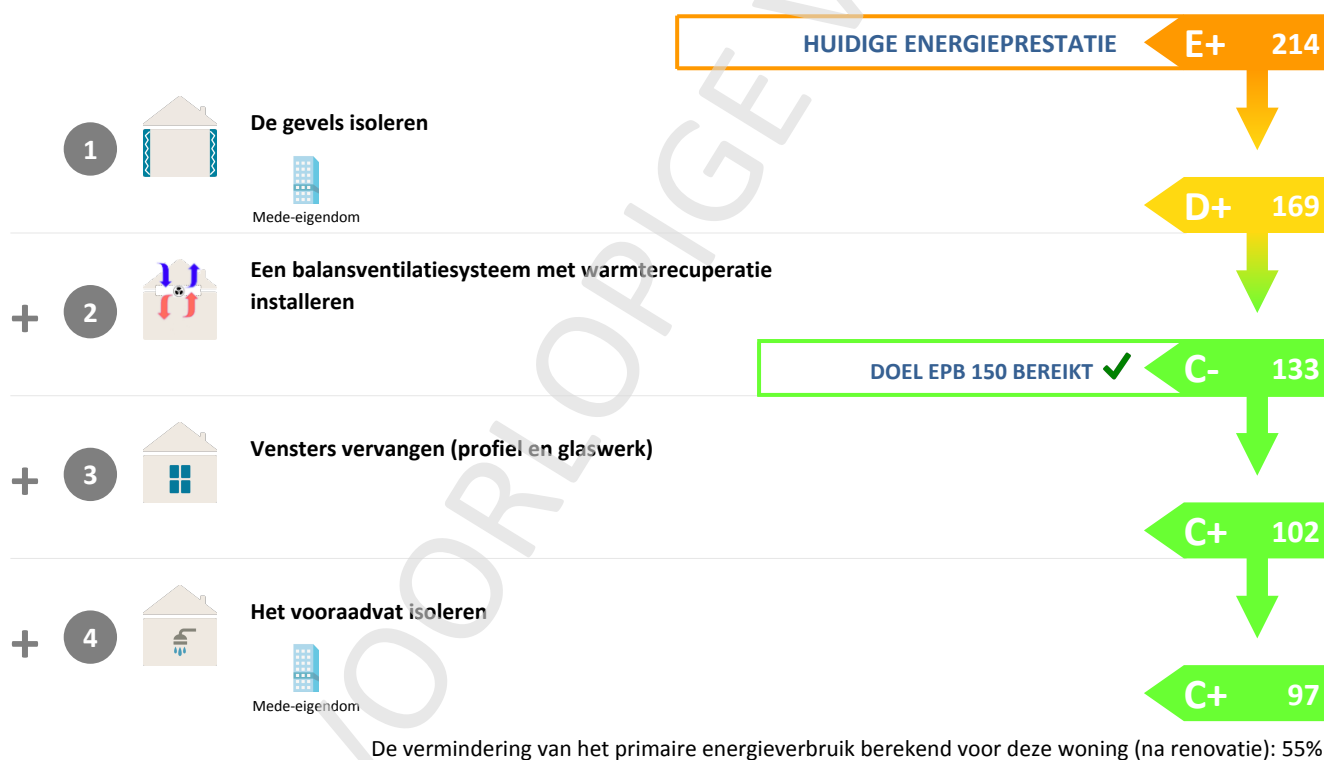 HUIDIGE ENERGIEPRESTATIE E+ 214
1 De gevels isoleren
Mede-eigendom
D+ 169
+ 2 Een balansventilatiesysteem met warmterecuperatie
installeren
DOEL EPB 150 BEREIKT ✔ C- 133
+ 3 Vensters vervangen (profiel en glaswerk)
C+ 102
+ 4 Het vooraadvat isoleren
Mede-eigendom
C+ 97
De vermindering van het primaire energieverbruik berekend voor deze woning (na renovatie): 55%
VOORLOPIGE V